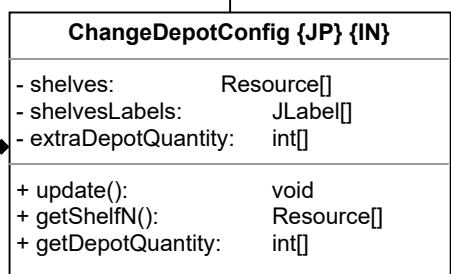 ChangeDepotConfig {JP} {IN}
- shelves: Resource[]
- shelvesLabels: JLabel[]
- extraDepotQuantity: int[]
+ update(): void
+ getShelfN(): Resource[]
+ getDepotQuantity: int[]